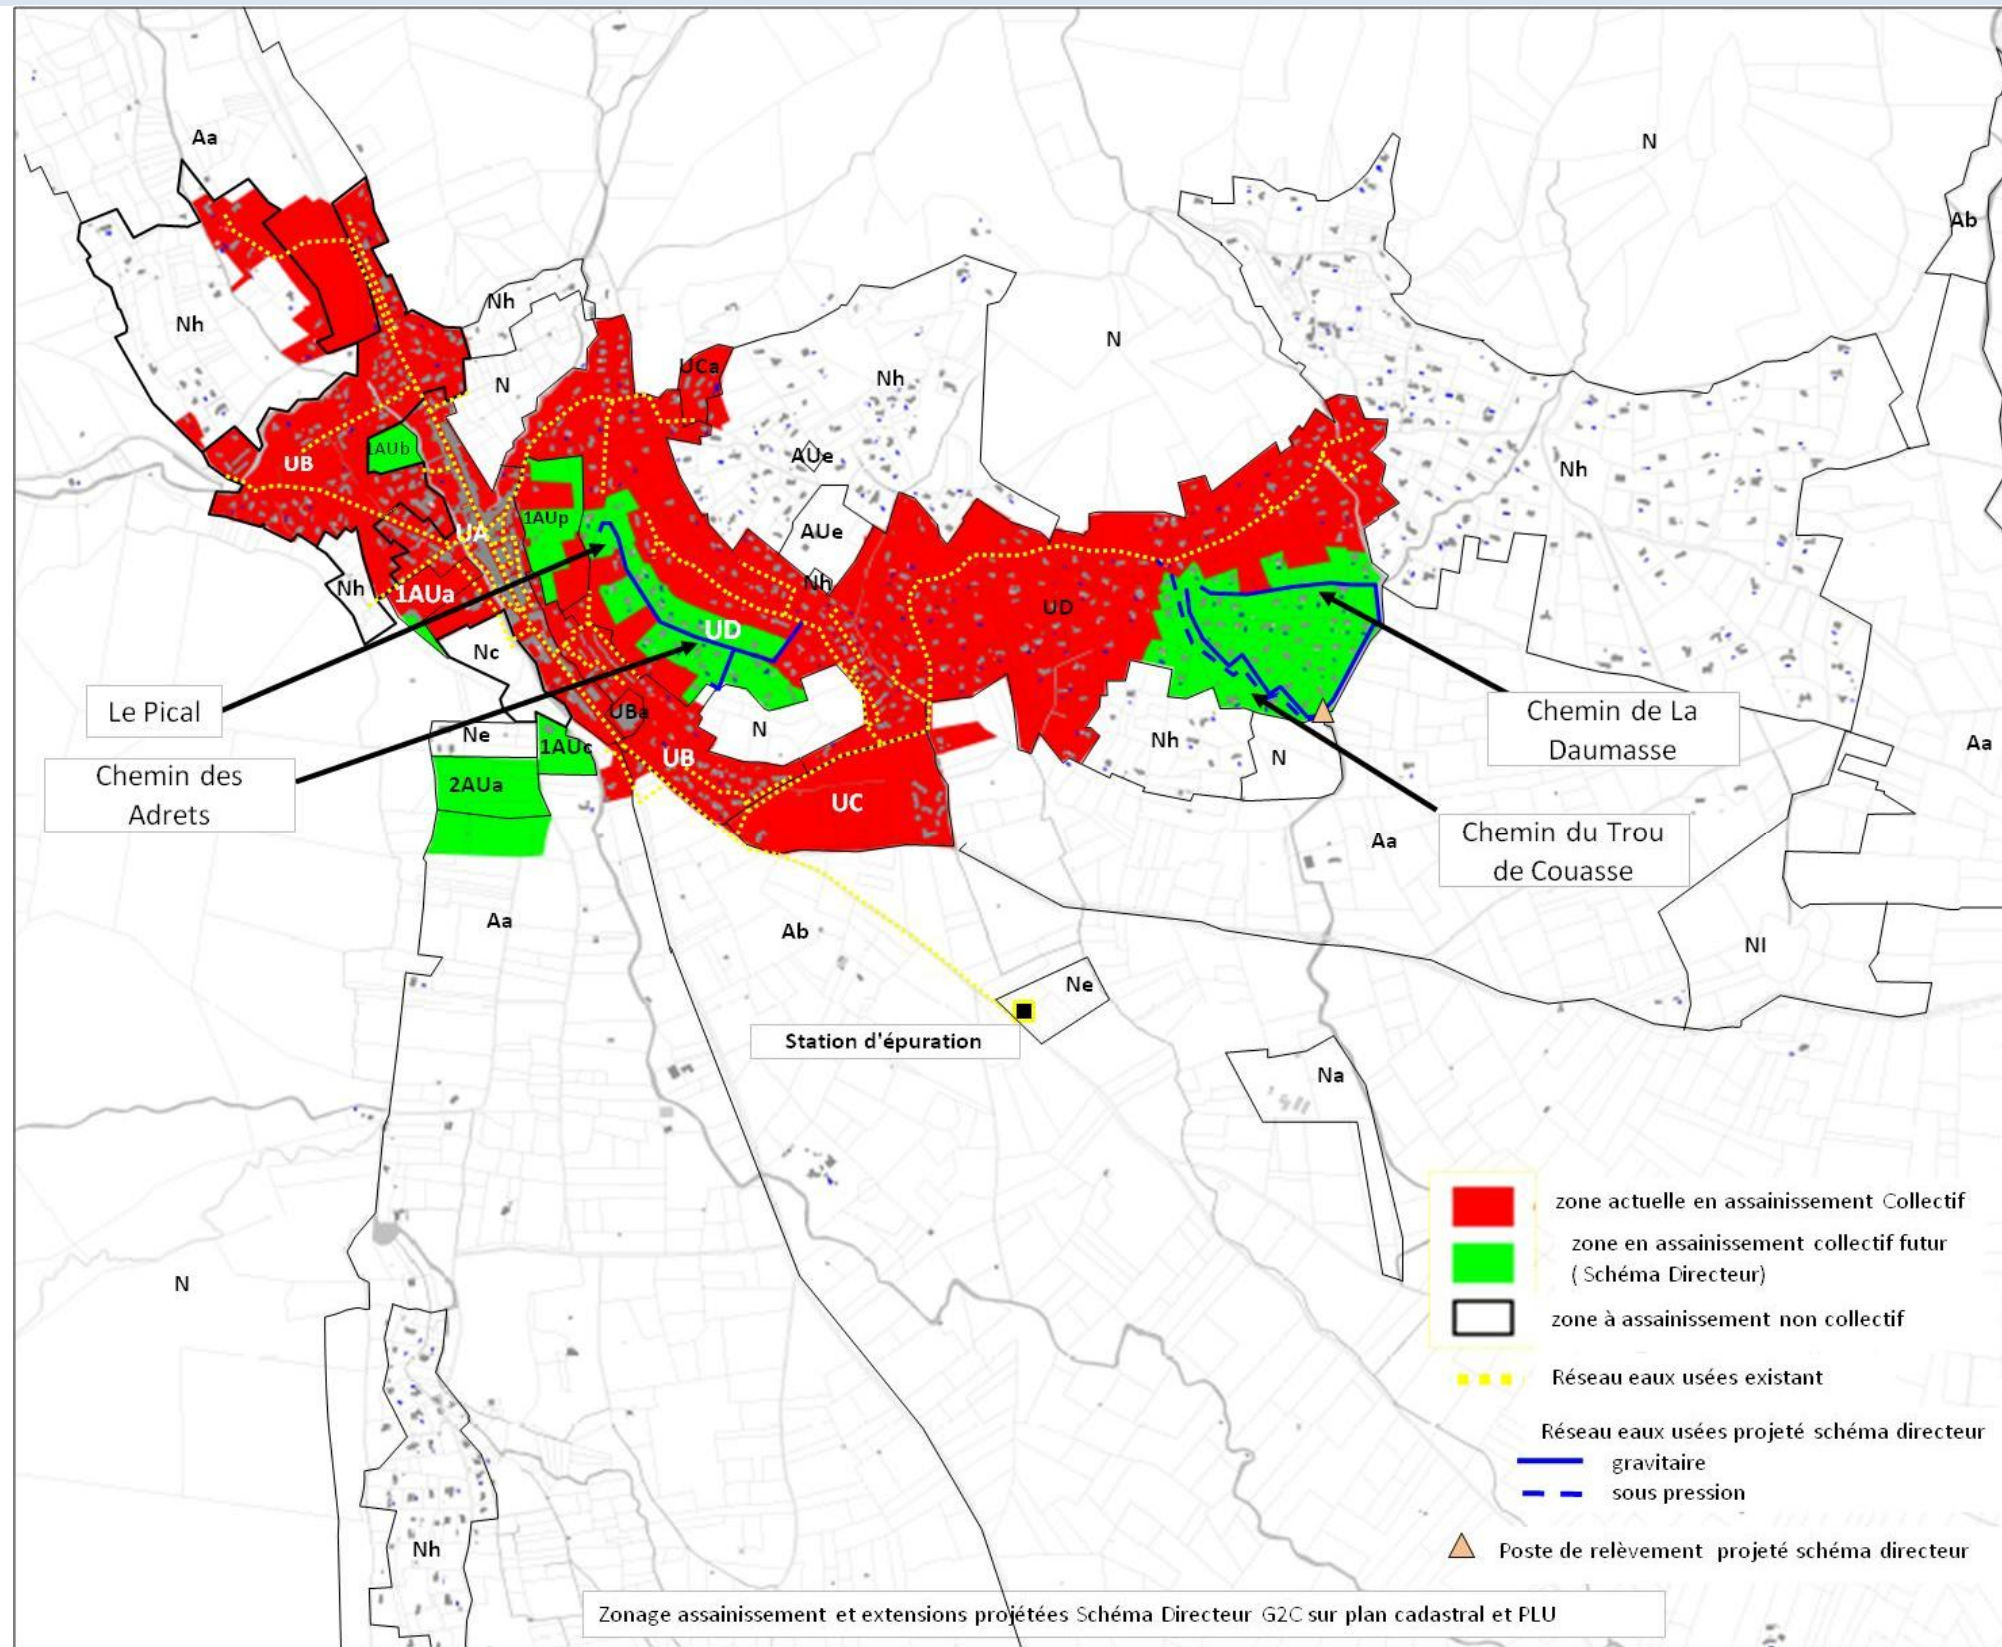 Aa
N
Ab
Nh
Nh
N
UCa
Nh
N
1AUb
UB
AUe
Nh
1AUp
UA
AUe
Nh
Nh
1AUa
UD
UD
Nc
Le Pical
UBa
Ne
1AUc
UB
N
Nh
N
Chemin de La
Daumasse
Aa
Chemin des
Adrets
2AUa
UC
Chemin du Trou
de Couasse
Aa
Aa
Ab
NI
Ne
Station d'épuration
Na
N
Nh
zone actuelle en assainissement Collectif
zone en assainissement collectif futur
( Schéma Directeur)
zone à assainissement non collectif
Réseau eaux usées existant
Réseau eaux usées projeté schéma directeur
gravitaire
sous pression
Poste de relèvement projeté schéma directeur
Zonage assainissement et extensions projétées Schéma Directeur G2C sur plan cadastral et PLU